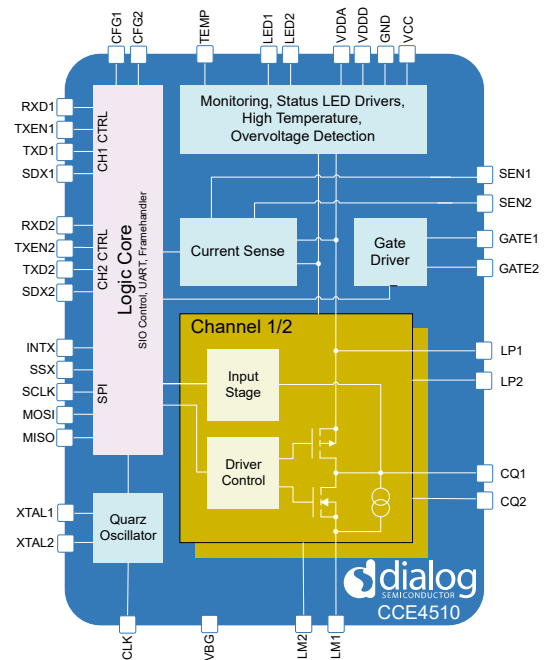 CFG1
CFG2
TEMP
LED1
LED2
VDDA
VDDD
GND
VCC
RXD1
TXEN1
TXD1
SDX1
RXD2
TXEN2
TXD2
SDX2
INTX
SSX
SCLK
MOSI
MISO
XTAL1
XTAL2
CH1 CTRL
CH2 CTRL
SPI
Logic Core
SIO Control, UART, Framehandler
Monitoring, Status LED Drivers,
High Temperature,
Overvoltage Detection
Current Sense
Gate
Driver
Channel 1/2
Input
Stage
Driver
Control
Quarz
Oscillator
SEN1
SEN2
GATE1
GATE2
LP1
LP2
CQ1
CQ2
dialog
SEMICONDUCTOR
CCE4510
CLK
VBG
LM2
LM1